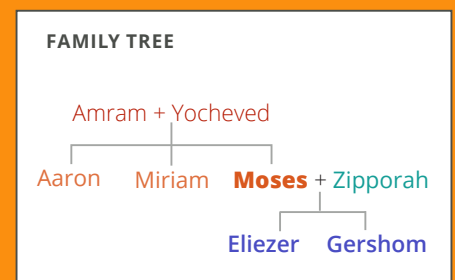 FAMILY TREE
Amram + Yocheved
Aaron Miriam Moses + Zipporah
Eliezer Gershom